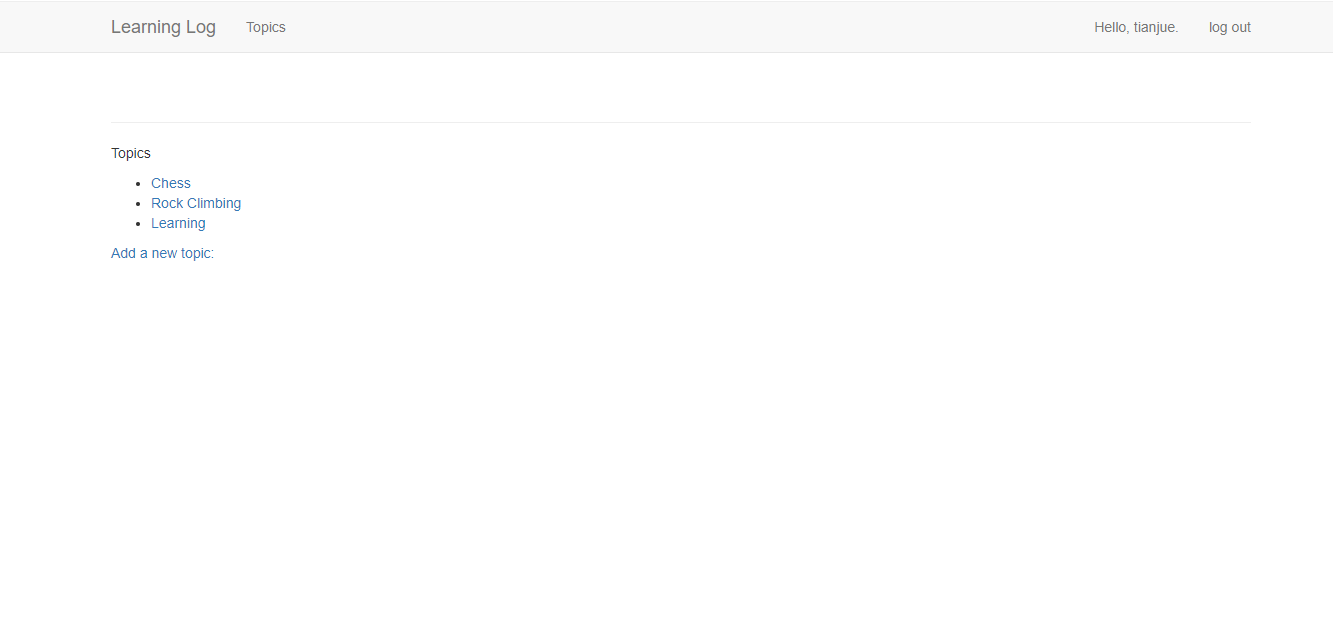 Learning Log Topics Hello, tianjue. log out
Topics
Chess
Rock Climbing
Learning
Add a new topic: